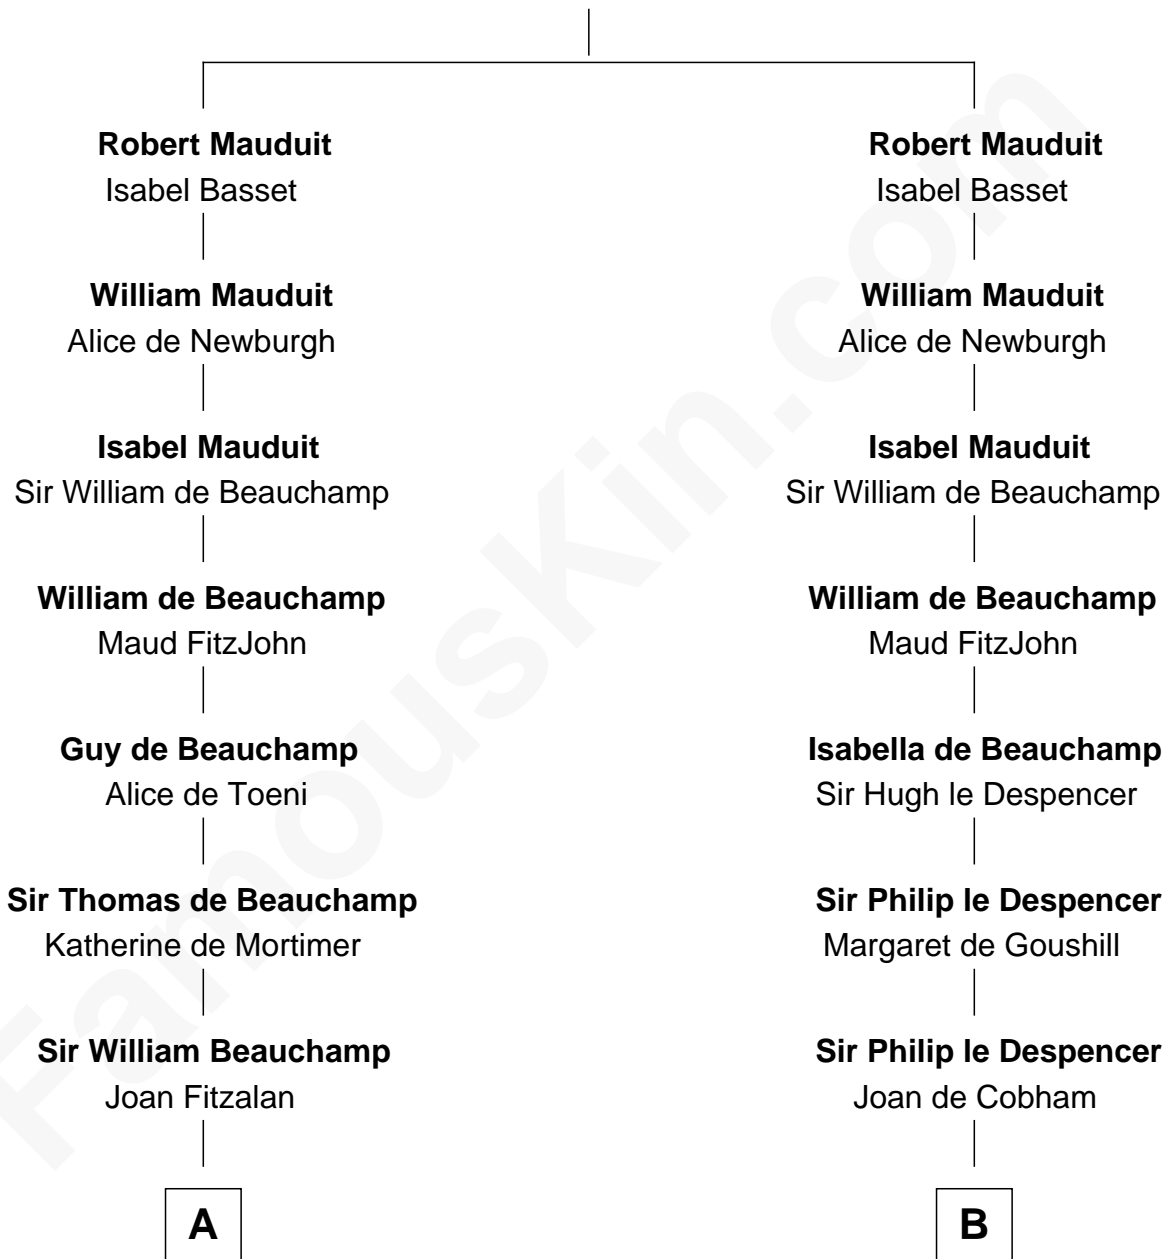 Robert Mauduit
Isabel Basset
William Mauduit
Alice de Newburgh
Isabel Mauduit
Sir William de Beauchamp
William de Beauchamp
Maud FitzJohn
Guy de Beauchamp
Alice de Toeni
Sir Thomas de Beauchamp
Katherine de Mortimer
Sir William Beauchamp
Joan Fitzalan
A
Robert Mauduit
Isabel Basset
William Mauduit
Alice de Newburgh
Isabel Mauduit
Sir William de Beauchamp
William de Beauchamp
Maud FitzJohn
Isabella de Beauchamp
Sir Hugh le Despencer
Sir Philip le Despencer
Margaret de Goushill
Sir Philip le Despencer
Joan de Cobham
B
FamousKin.com